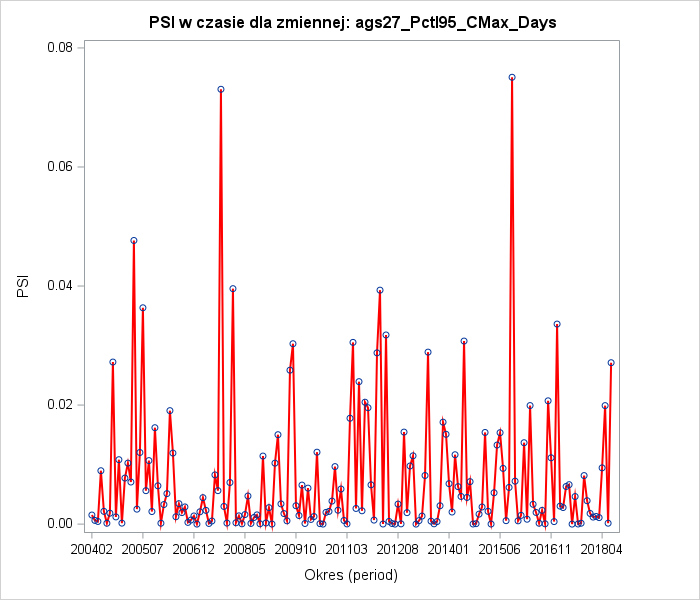 PSI w czasie dla zmiennej: ags27_Pctl95_CMax_Days
0.08
0.06
0.04
0.02
0.00
PSI
200402 200507 200612 200805 200910 201103 201208 201401 201506 201611 201804
Okres (period)